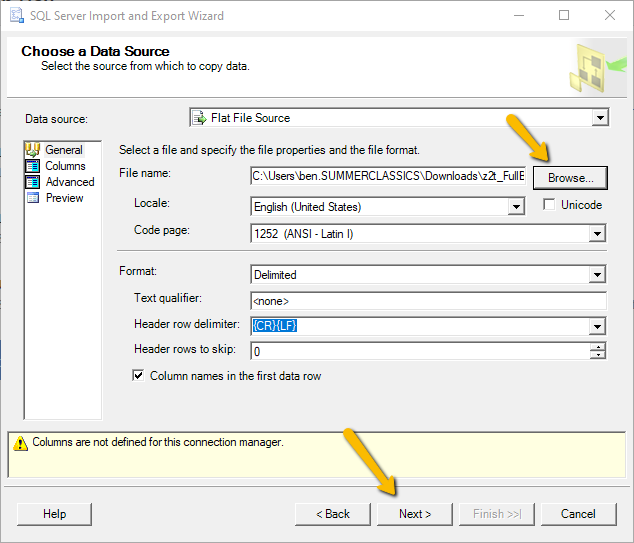 SQL Server Import and Export Wizard
Choose a Data Source
Select the source from which to copy data.
Data source:
Flat File Source
General
Columns
Advanced
Preview
Select a file and specify the file properties and the file format.
File name:
C:\Users\ben.SUMMERCLASSICS\Downloads\z2t_FullE
Browse...
Locale:
English (United States)
Unicode
Code page:
1252 (ANSI - Latin I)
Format:
Delimited
Text qualifier:
<none>
Header row delimiter:
{CR}{LF}
Header rows to skip:
0
Column names in the first data row
Columns are not defined for this connection manager.
Help
< Back
Next >
Finish >>|
Cancel